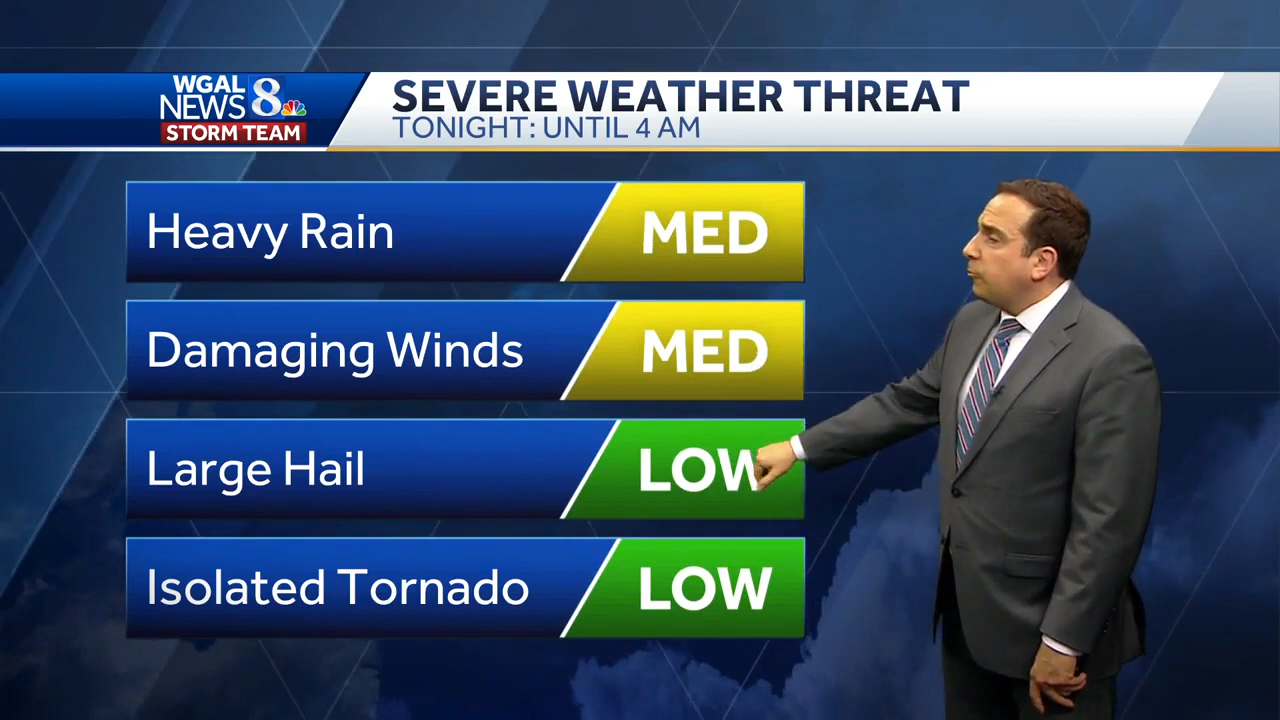 WGAL
NEWS 8
STORM TEAM
SEVERE WEATHER THREAT
TONIGHT: UNTIL 4 AM
Heavy Rain MED
Damaging Winds MED
Large Hail LOW
Isolated Tornado LOW